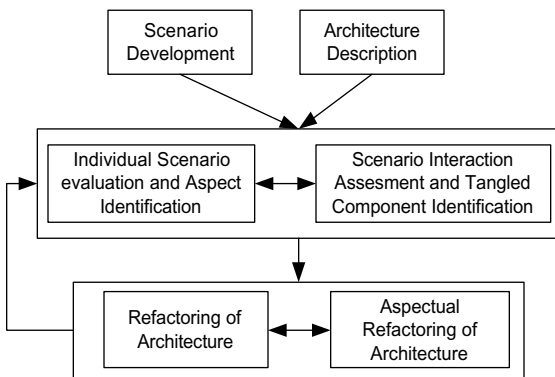 Scenario
Development
Architecture
Description
Individual Scenario
evaluation and Aspect
Identification
Scenario Interaction
Assesment and Tangled
Component Identification
Refactoring of
Architecture
Aspectual
Refactoring of
Architecture